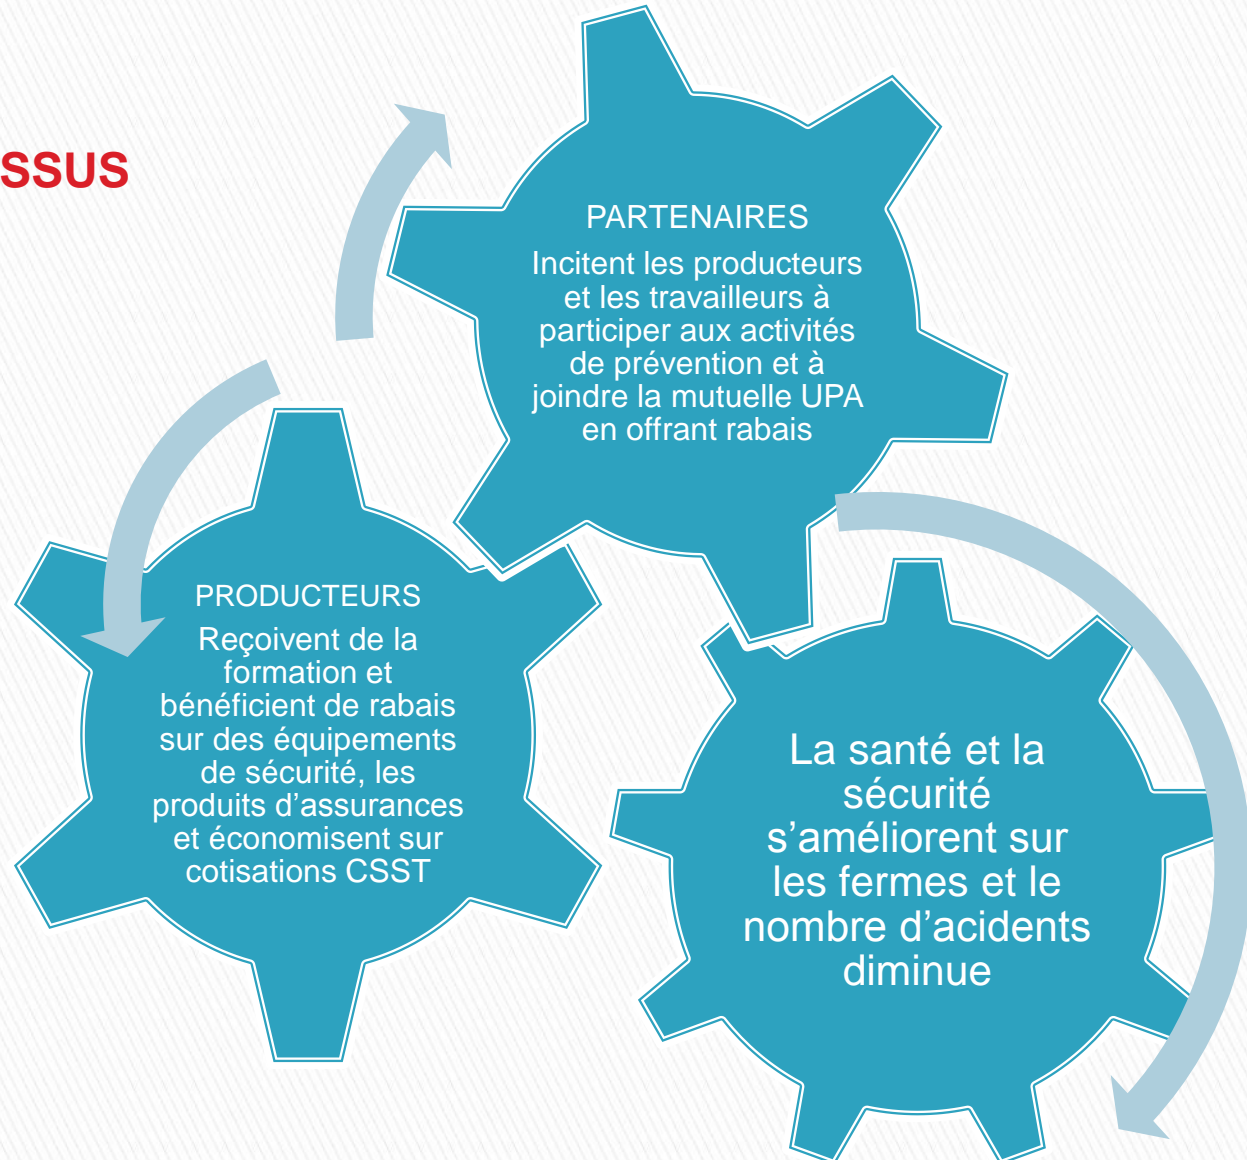 SSUS
PARTENAIRES
Incitent les producteurs
et les travailleurs à
participer aux activités
de prévention et à
joindre la mutuelle UPA
en offrant rabais
PRODUCTEURS
Reçoivent de la
formation et
bénéficient de rabais
sur des équipements
de sécurité, les
produits d’assurances
et économisent sur
cotisations CSST
La santé et la
sécurité
s’améliorent sur
les fermes et le
nombre d’acidents
diminue